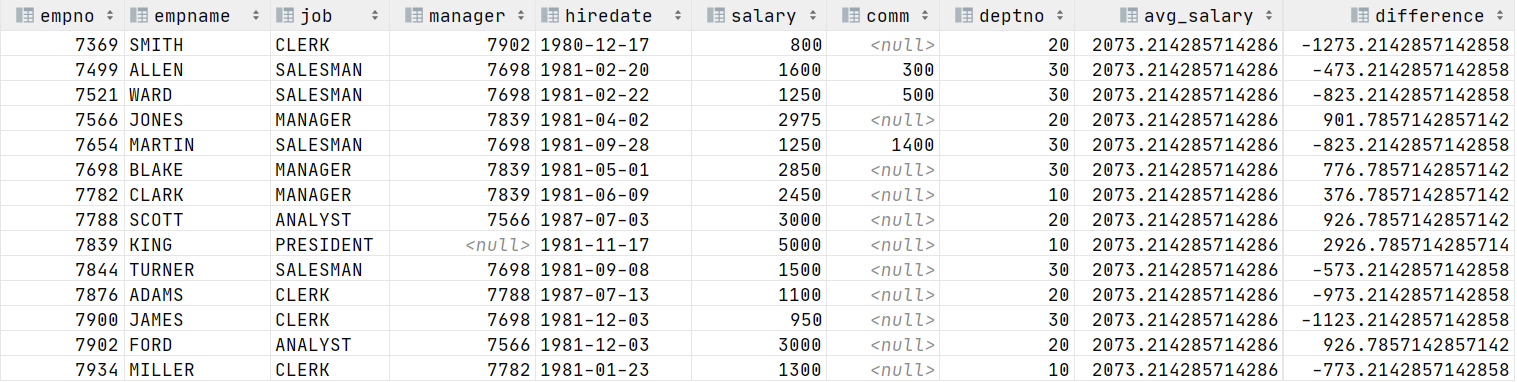 empno empname job manager hiredate salary comm deptno avg_salary difference
7369 SMITH CLERK 7902 1980-12-17 800 <null> 20 2073.214285714286 -1273.2142857142858
7499 ALLEN SALESMAN 7698 1981-02-20 1600 300 30 2073.214285714286 -473.2142857142858
7521 WARD SALESMAN 7698 1981-02-22 1250 500 30 2073.214285714286 -823.2142857142858
7566 JONES MANAGER 7839 1981-04-02 2975 <null> 20 2073.214285714286 901.7857142857142
7654 MARTIN SALESMAN 7698 1981-09-28 1250 1400 30 2073.214285714286 -823.2142857142858
7698 BLAKE MANAGER 7839 1981-05-01 2850 <null> 30 2073.214285714286 776.7857142857142
7782 CLARK MANAGER 7839 1981-06-09 2450 <null> 10 2073.214285714286 376.7857142857142
7788 SCOTT ANALYST 7566 1987-07-03 3000 <null> 20 2073.214285714286 926.7857142857142
7839 KING PRESIDENT <null> 1981-11-17 5000 <null> 10 2073.214285714286 2926.785714285714
7844 TURNER SALESMAN 7698 1981-09-08 1500 <null> 30 2073.214285714286 -573.2142857142858
7876 ADAMS CLERK 7788 1987-07-13 1100 <null> 20 2073.214285714286 -973.2142857142858
7900 JAMES CLERK 7698 1981-12-03 950 <null> 30 2073.214285714286 -1123.2142857142858
7902 FORD ANALYST 7566 1981-12-03 3000 <null> 20 2073.214285714286 926.7857142857142
7934 MILLER CLERK 7782 1981-01-23 1300 <null> 10 2073.214285714286 -773.2142857142858